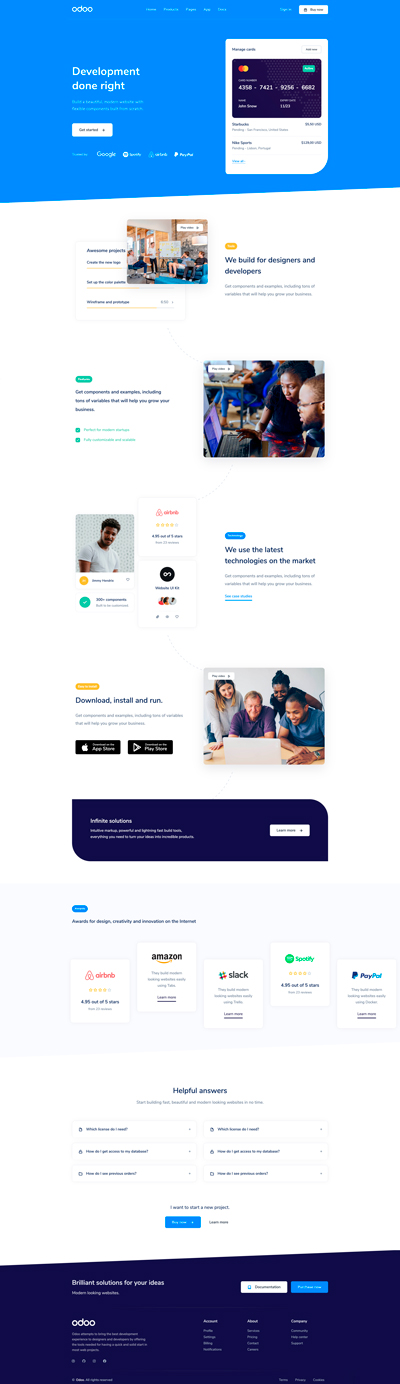 odoo
Home Products Pages App Docs
Sign in
Buy now
Development
done right
Build a beautiful, modern website with
flexible components built from scratch.
Get started
Google
Spotify
airbnb
PayPal
Manage cards
Add new
CARD NUMBER
4358 - 7421 - 9256 - 6682
NAME
John Snow
EXPIRY DATE
11/23
Starbucks
Pending - San Francisco, United States
Nike Sports
$129,60 USD
Pending - Lisbon, Portugal
View all
Play video
Awesome projects
Create the new logo
Set up the color palette
Wireframe and prototype
We build for designers and
developers
Get components and examples, including tons of
variables that will help you grow your business.
Features
Get components and examples, including
tons of variables that will help you grow your
business.
Perfect for modern startups
Fully customizable and scalable
Play video
airbnb
4.95 out of 5 stars
from 23 reviews
Website UI Kit
300+ components
Build to be customized.
Technology
We use the latest
technologies on the market
Get components and examples, including tons of
variables that will help you grow your business.
See case studies
Download, install and run.
Get components and examples, including tons of variables
that will help you grow your business.
Download on the
App Store
Download on the
Play Store
Play video
Infinite solutions
Intuitive markup, powerful and lightning fast build tools,
everything you need to turn your ideas into incredible products.
Learn more
Awards
Awards for design, creativity and innovation on the Internet
airbnb
4.95 out of 5 stars
from 23 reviews
amazon
They build modern
looking websites easily
using Trello.
Learn more
slack
They build modern
looking websites easily
using Trello.
Learn more
Spotify
4.95 out of 5 stars
from 23 reviews
PayPal
They build modern
looking websites easily
using Docker.
Learn more
Helpful answers
Start building fast, beautiful and modern looking websites in no time.
Which license do I need?
Which license do I need?
How do I get access to my database?
How do I get access to my database?
How do I see previous orders?
How do I see previous orders?
I want to start a new project.
Buy now
Learn more
Brilliant solutions for your ideas
Modern looking websites.
Documentation
Purchase now
odoo
Odoo attempts to bring the best development
experience to designers and developers by offering
the tools needed for having a quick and solid start in
most web projects.
Account
Profile
Settings
Billing
Notifications
About
Services
Pricing
Contact
Careers
Company
Community
Help center
Support
© Odoo. All rights reserved.
Terms Privacy Cookies